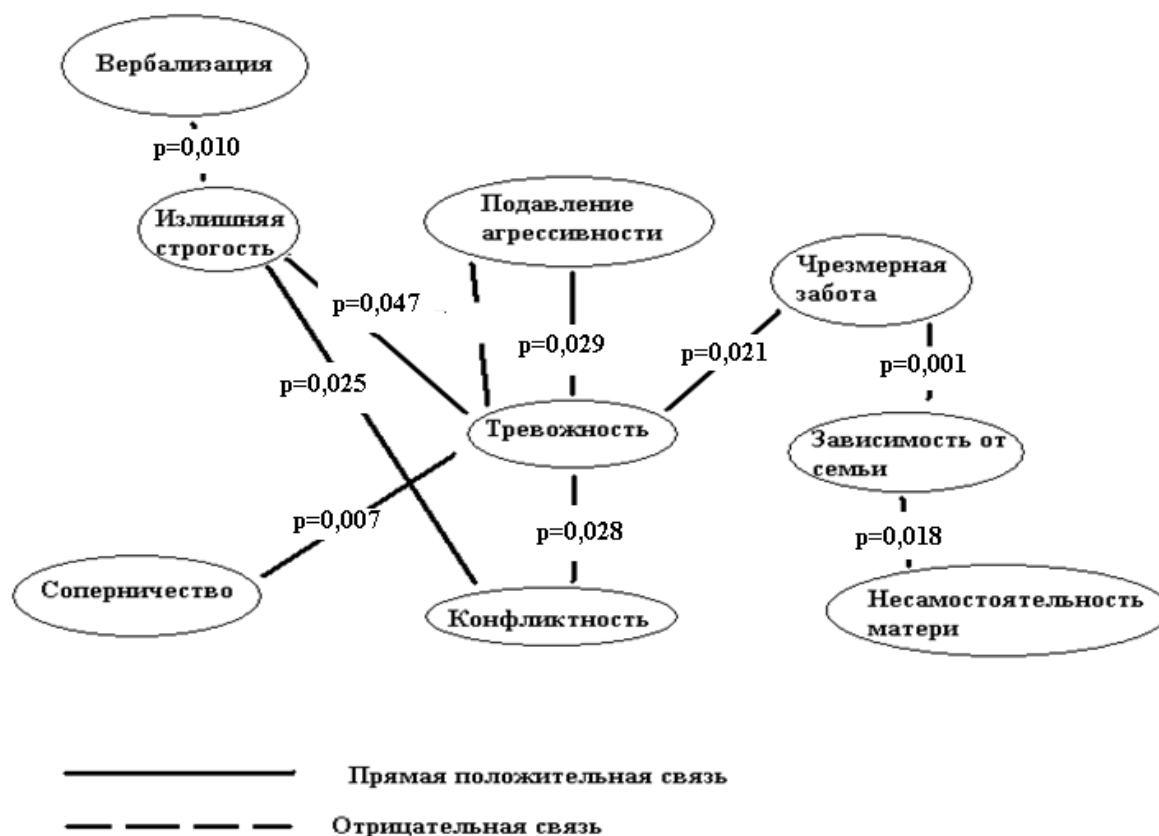 Вербализация
p=0,010
Излишняя
строгость
Подавление
агрессивности
Чрезмерная
забота
p=0,047
p=0,029
p=0,021
p=0,001
p=0,025
Тревожность
Зависимость от
семьи
p=0,007
p=0,028
p=0,018
Соперничество
Конфликтность
Несамостоятельность
матери
Прямая положительная связь
Отрицательная связь